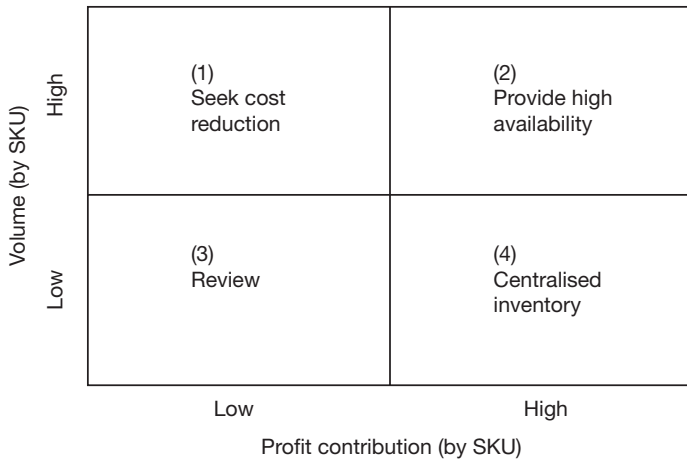 Volume (by SKU)
High
(1)
Seek cost
reduction
(2)
Provide high
availability
Low
(3)
Review
(4)
Centralised
inventory
Low
High
Profit contribution (by SKU)